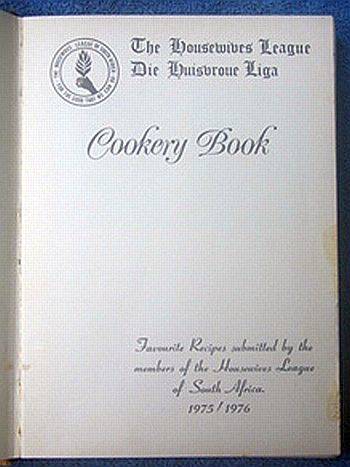 The Housewives League
Die Huisvroue Liga
Cookery Book
Favourite Recipes submitted by the
members of the Housewives League
of South Africa.
1975/1976